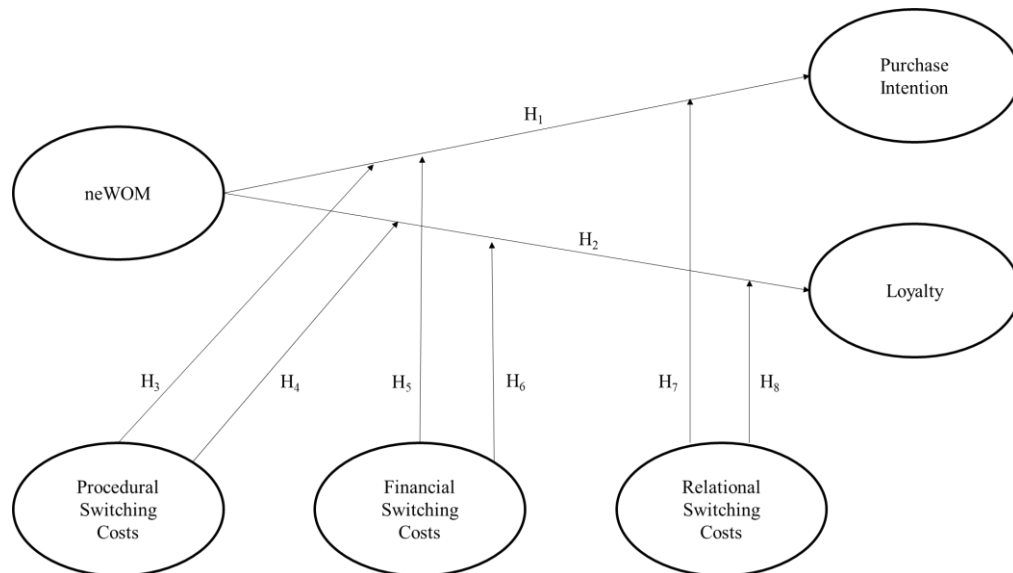 Purchase
Intention
H₁
neWOM
H₂
Loyalty
H₃
H₄
H₅
H₆
H₇
H₈
Procedural
Switching
Costs
Financial
Switching
Costs
Relational
Switching
Costs